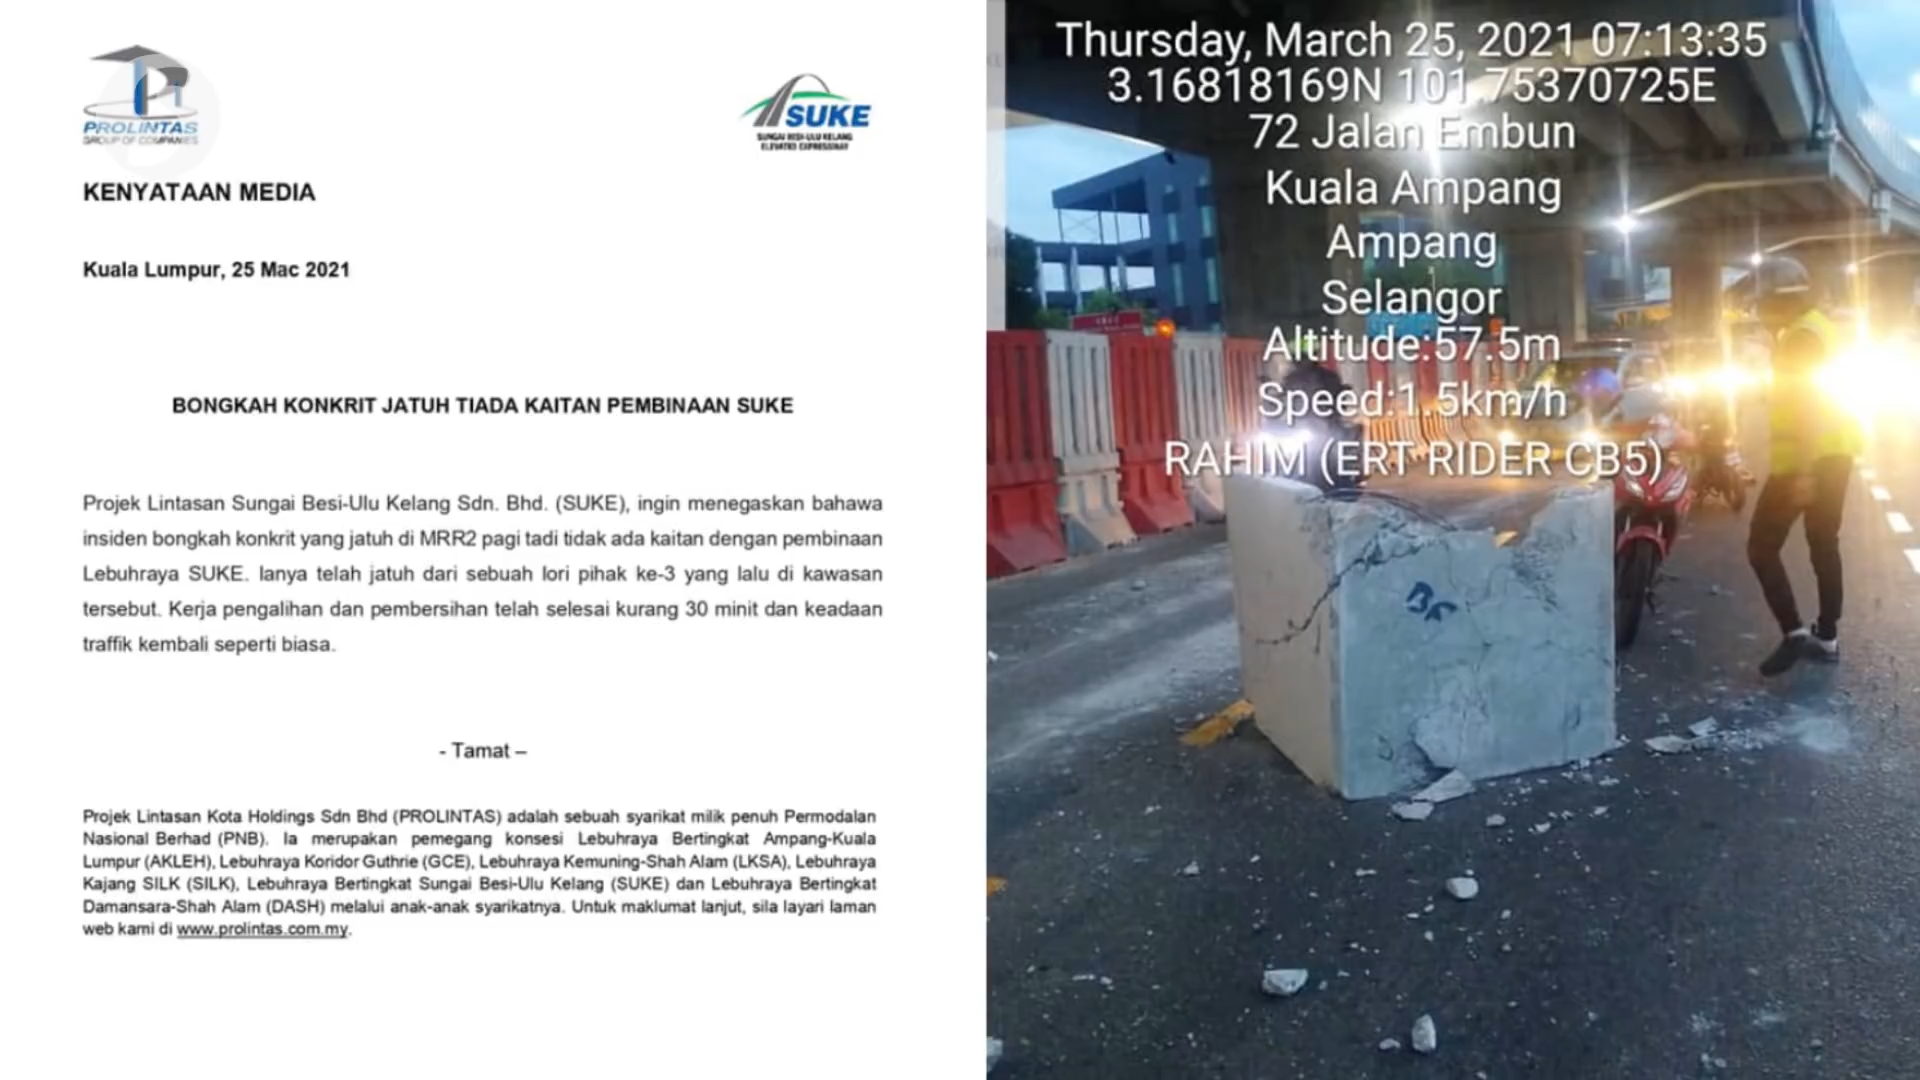 PROLINTAS
GROUP OF COMPANIES
SUKE
SUNGAI BESI-ULU KELANG
ELEVATED EXPRESSWAY
KENYATAAN MEDIA
Kuala Lumpur, 25 Mac 2021
BONGKAH KONKRIT JATUH TIADA KAITAN PEMBINAAN SUKE
Projek Lintasan Sungai Besi-Ulu Kelang Sdn. Bhd. (SUKE), ingin menegaskan bahawa
insiden bongkah konkrit yang jatuh di MRR2 pagi tadi tidak ada kaitan dengan pembinaan
Lebuhraya SUKE. Ianya telah jatuh dari sebuah lori pihak ke-3 yang lalu di kawasan
tersebut. Kerja pengalihan dan pembersihan telah selesai kurang 30 minit dan keadaan
traffik kembali seperti biasa.
- Tamat –
Projek Lintasan Kota Holdings Sdn Bhd (PROLINTAS) adalah sebuah syarikat milik penuh Permodalan
Nasional Berhad (PNB). Ia merupakan pemegang konsesi Lebuhraya Bertingkat Ampang-Kuala
Lumpur (AKLEH), Lebuhraya Koridor Guthrie (GCE), Lebuhraya Kemuning-Shah Alam (LKSA), Lebuhraya
Kajang SILK (SILK), Lebuhraya Bertingkat Sungai Besi-Ulu Kelang (SUKE) dan Lebuhraya Bertingkat
Damansara-Shah Alam (DASH) melalui anak-anak syarikatnya. Untuk maklumat lanjut, sila layari laman
web kami di www.prolintas.com.my.
Thursday, March 25, 2021 07:13:35
3.16818169N 101.75370725E
72 Jalan Embun
Kuala Ampang
Ampang
Selangor
Altitude:57.5m
Speed:1.5km/h
RAHIM (ERT RIDER CB5)